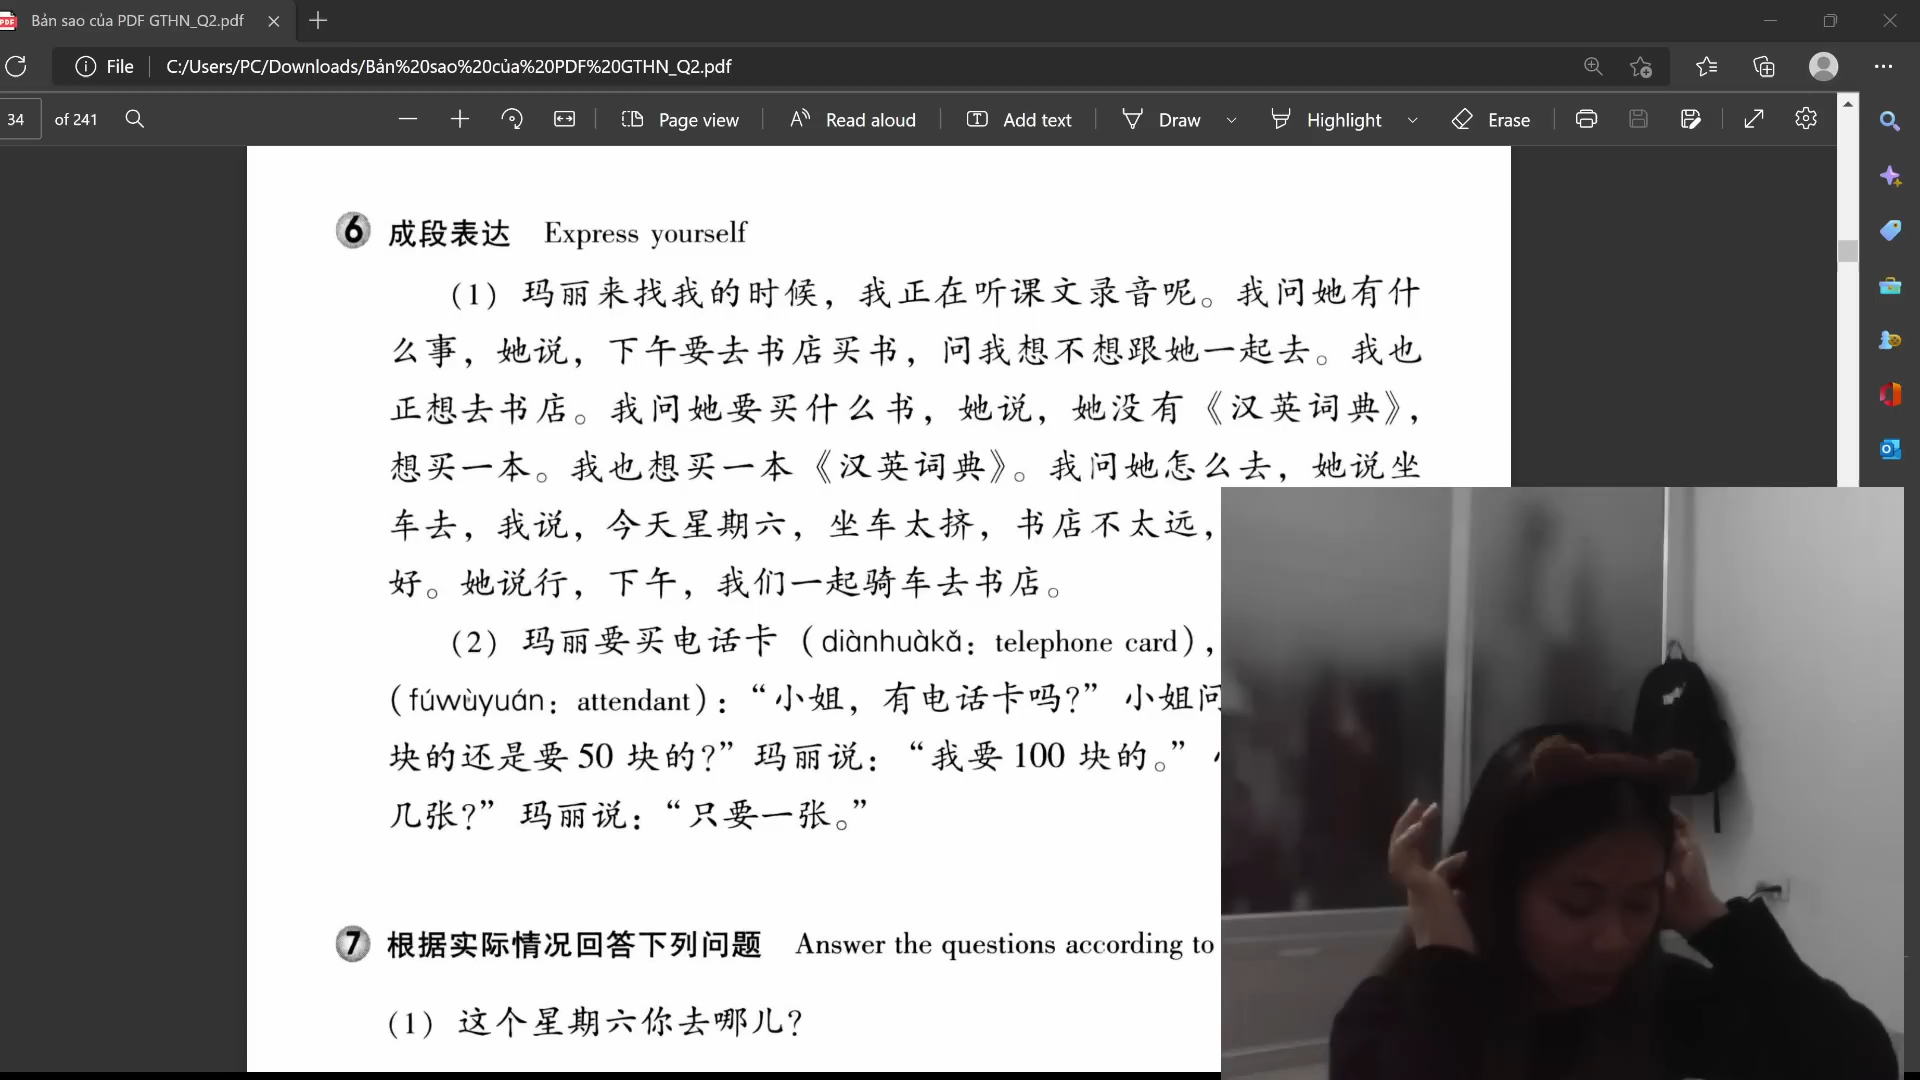 Bản sao của PDF GTHN_Q2.pdf
File C:/Users/PC/Downloads/Bản%20sao%20của%20PDF%20GTHN_Q2.pdf
34 of 241 Page view Read aloud Add text Draw Highlight Erase
6 成段表达 Express yourself
(1) 玛丽来找我的时候，我正在听课文录音呢。我问她有什
么事，她说，下午要去书店买书，问我想不想跟她一起去。我也
正想去书店。我问她要买什么书，她说，她没有《汉英词典》，
想买一本。我也想买一本《汉英词典》。我问她怎么去，她说坐
车去，我说，今天星期六，坐车太挤，书店不太远，
好。她说行，下午，我们一起骑车去书店。
(2) 玛丽要买电话卡（diànhuàkǎ：telephone card），
（fúwùyuán：attendant）：“小姐，有电话卡吗？”小姐问
块的还是要 50 块的？”玛丽说：“我要 100 块的。”
几张？”玛丽说：“只要一张。”
7 根据实际情况回答下列问题 Answer the questions according to
(1) 这个星期六你去哪儿？